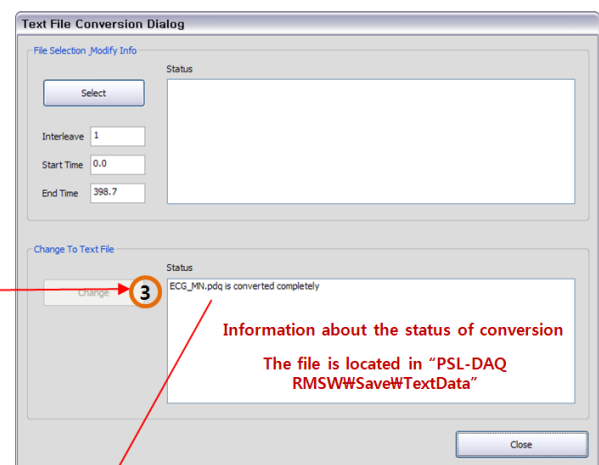 Text File Conversion Dialog
File Selection ,Modify Info
Status
Select
Interleave 1
Start Time 0.0
End Time 398.7
Change To Text File
Status
Change
3
ECG_MN.pdq is converted completely
Information about the status of conversion
The file is located in “PSL-DAQ
RMSW₩Save₩TextData”
Close